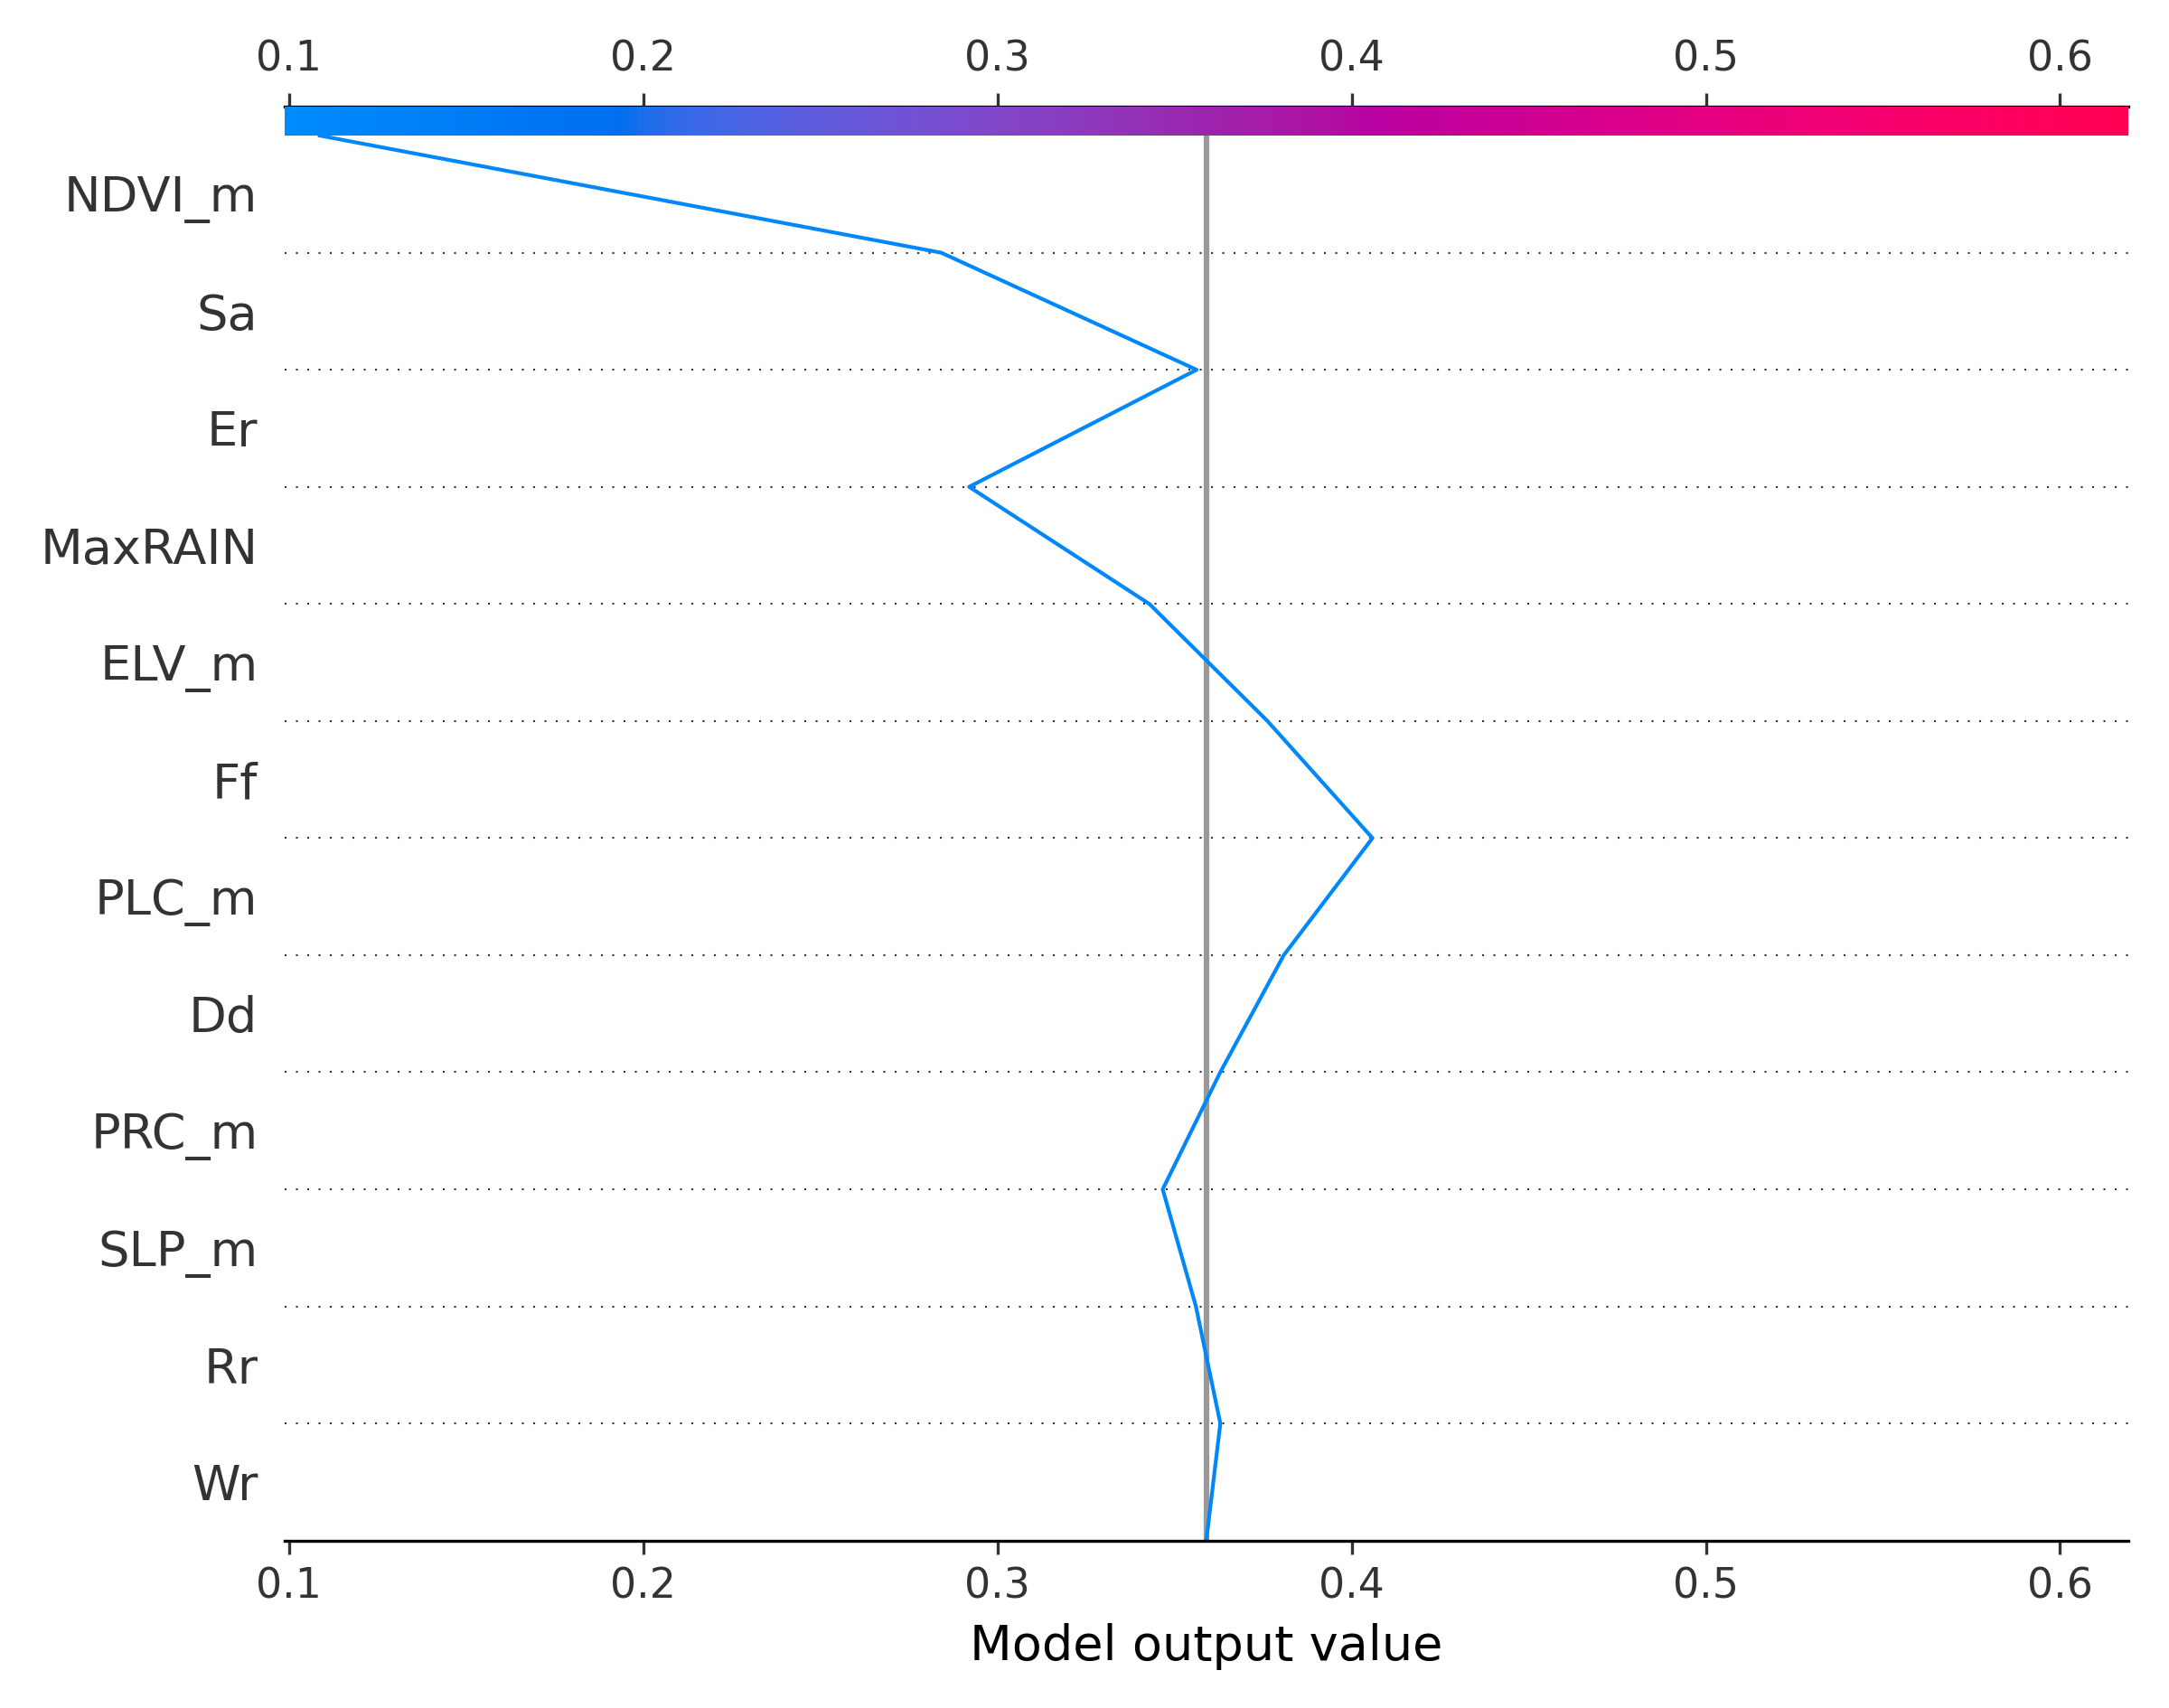 0.1 0.2 0.3 0.4 0.5 0.6
NDVI_m
Sa
Er
MaxRAIN
ELV_m
Ff
PLC_m
Dd
PRC_m
SLP_m
Rr
Wr
0.1 0.2 0.3 0.4 0.5 0.6
Model output value